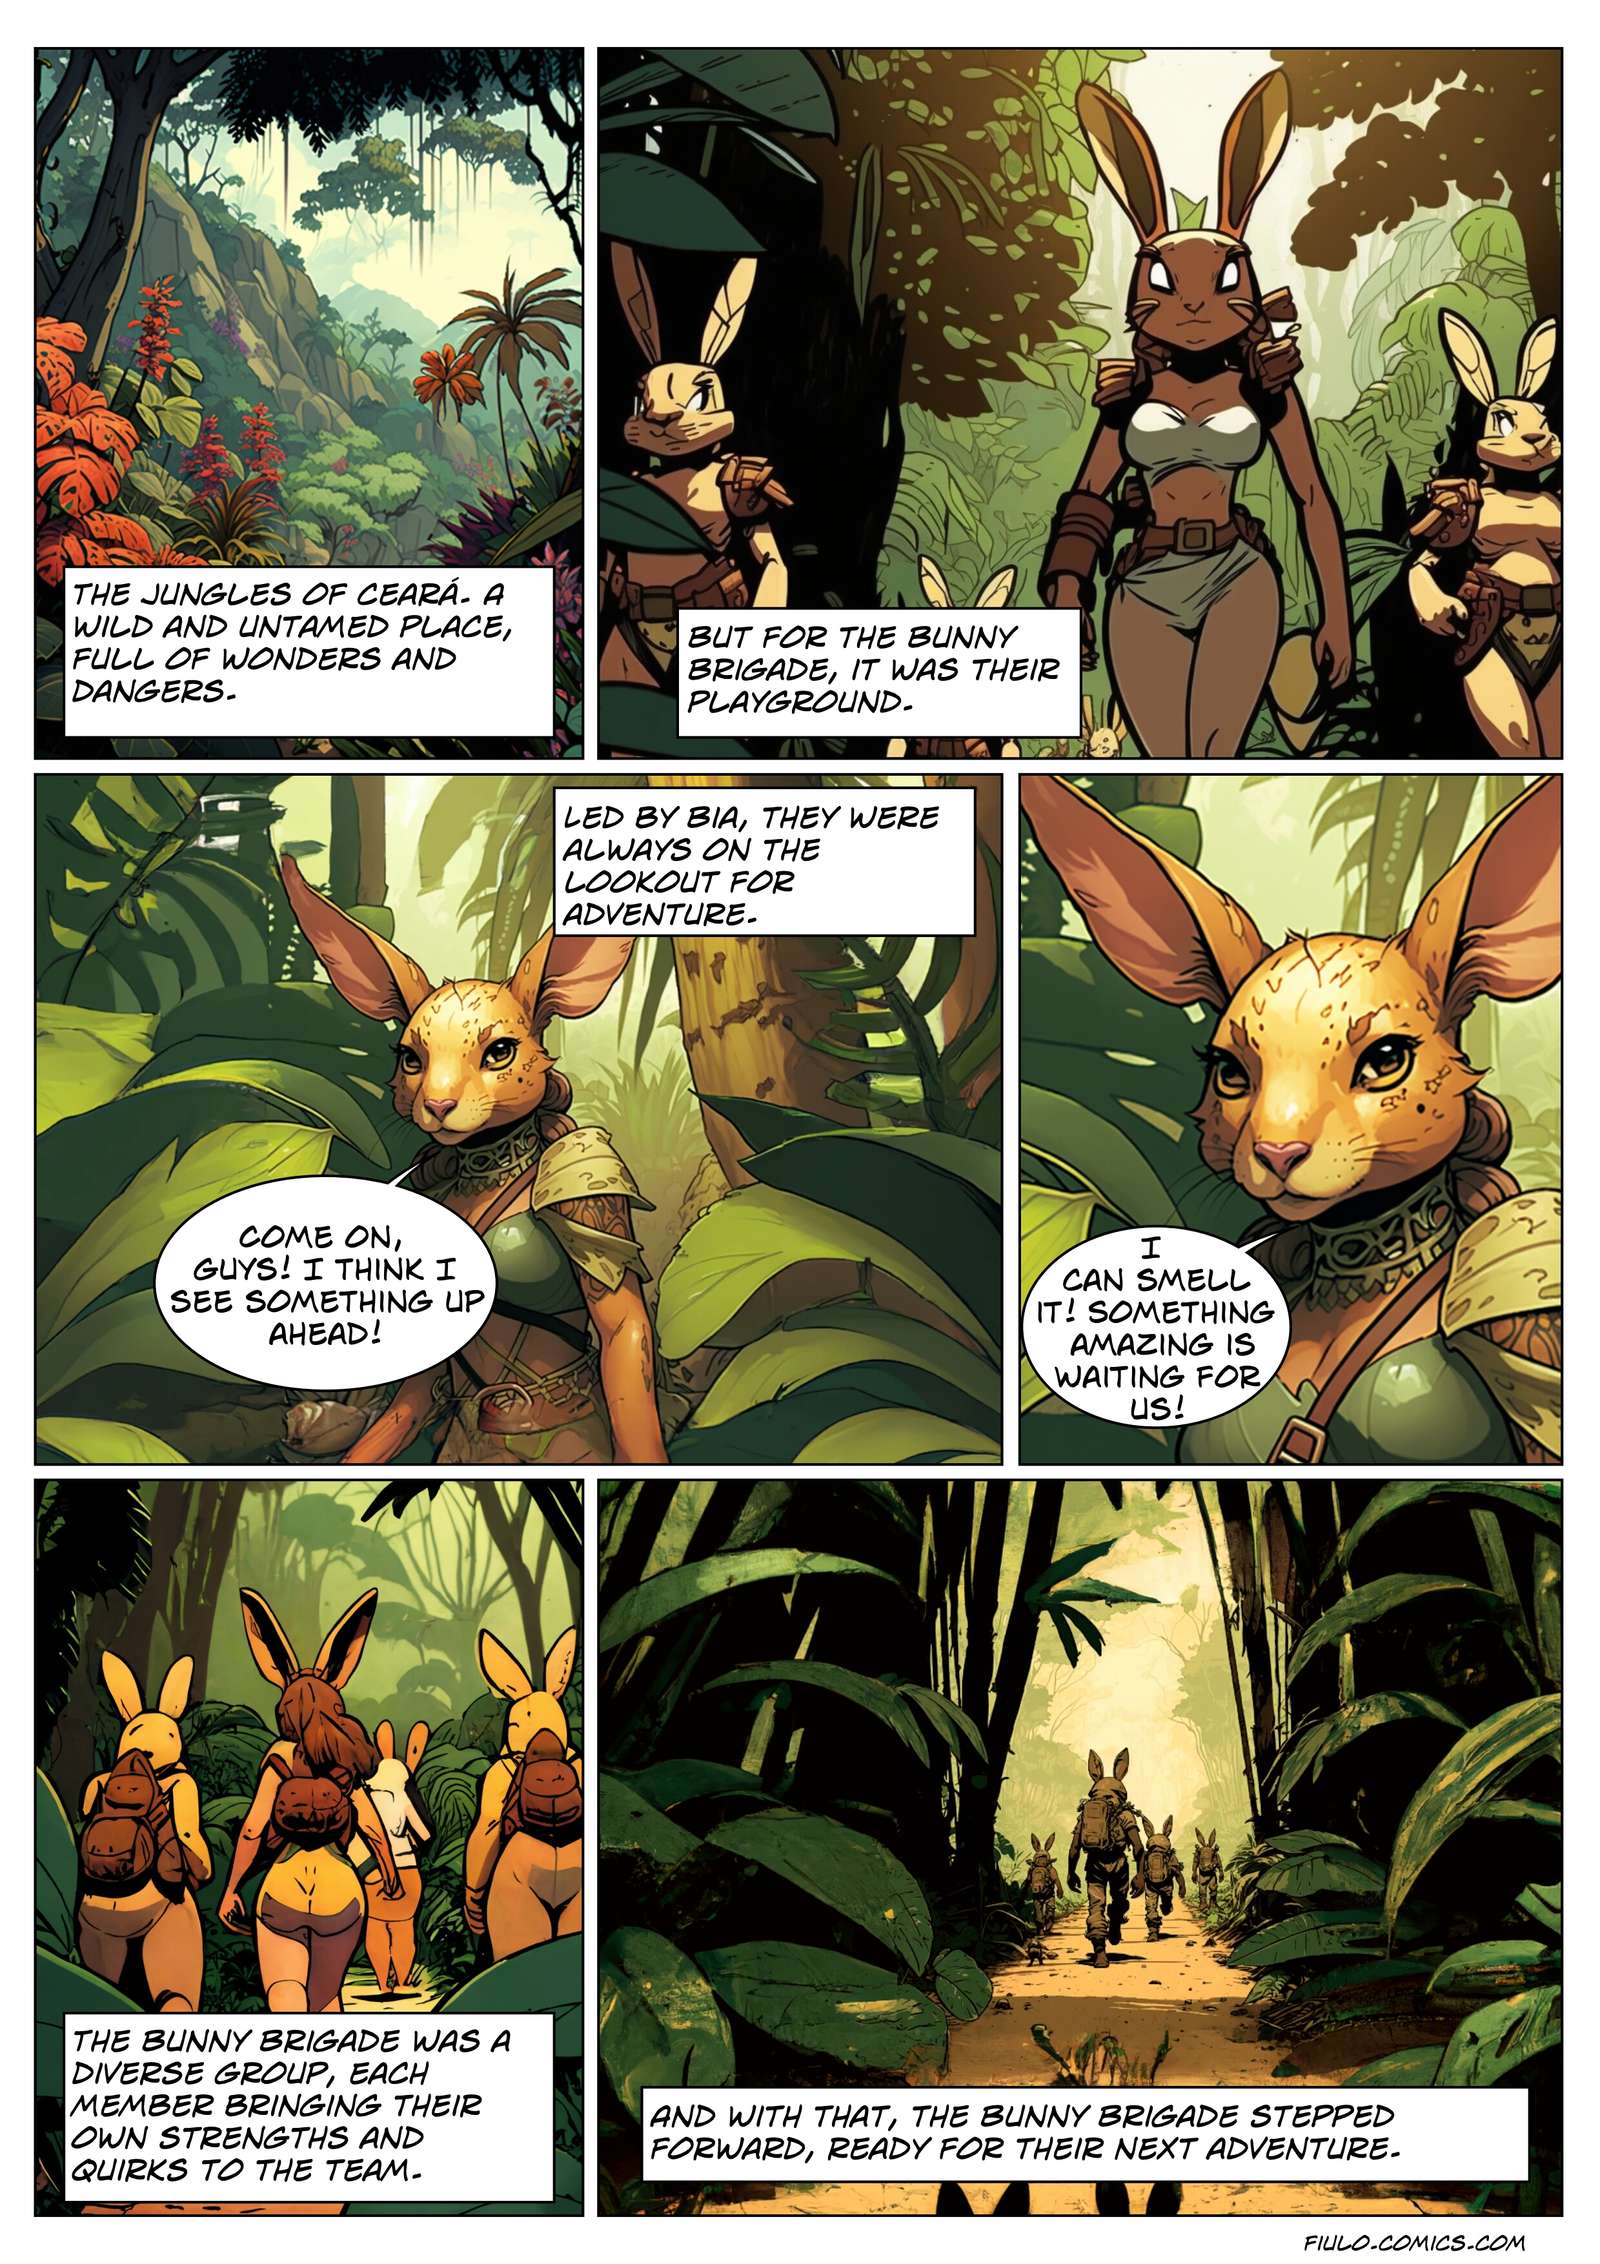 THE JUNGLES OF CEARÁ. A
WILD AND UNTAMED PLACE,
FULL OF WONDERS AND
DANGERS.
BUT FOR THE BUNNY
BRIGADE, IT WAS THEIR
PLAYGROUND.
LED BY BIA, THEY WERE
ALWAYS ON THE
LOOKOUT FOR
ADVENTURE.
COME ON,
GUYS! I THINK I
SEE SOMETHING UP
AHEAD!
I
CAN SMELL
IT! SOMETHING
AMAZING IS
WAITING FOR
US!
THE BUNNY BRIGADE WAS A
DIVERSE GROUP, EACH
MEMBER BRINGING THEIR
OWN STRENGTHS AND
QUIRKS TO THE TEAM.
AND WITH THAT, THE BUNNY BRIGADE STEPPED
FORWARD, READY FOR THEIR NEXT ADVENTURE.
FIULO.COMICS.COM